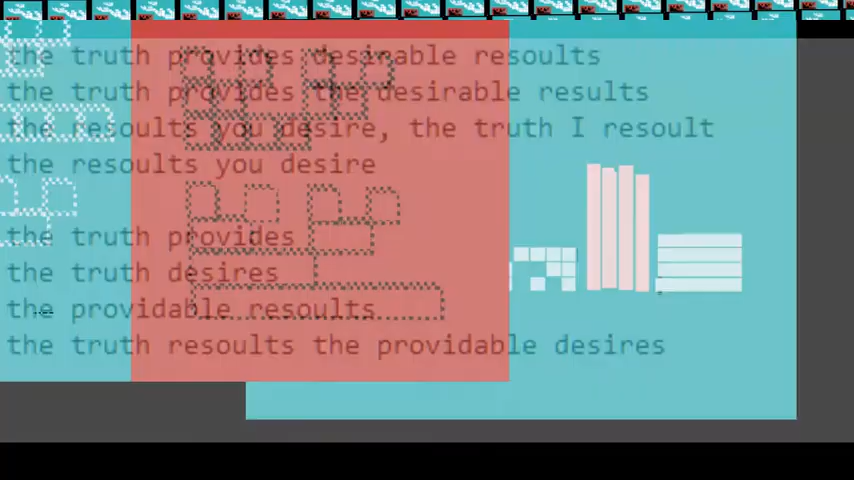 the truth provides desinable resoults
the truth provides the desirable results
the resoults you desire, the truth I resoult
the resoults you desire
the truth provides
the truth desires
the providable resoults
the truth resoults the providable desires